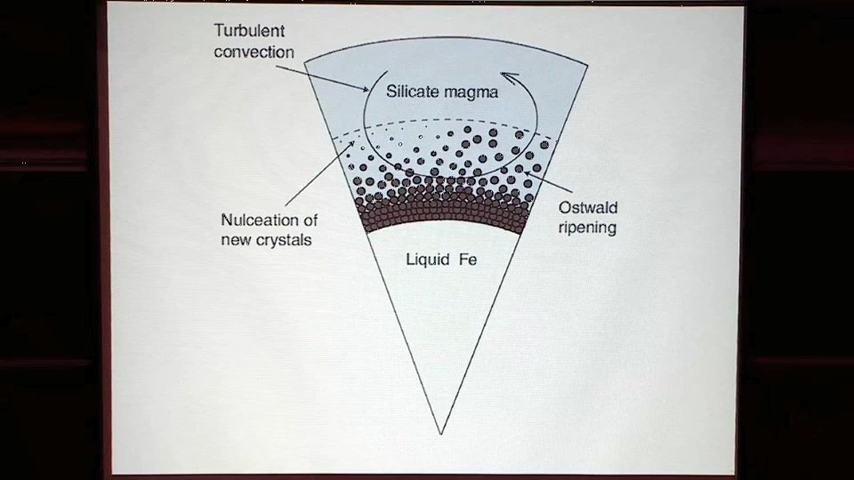 Turbulent
convection
Silicate magma
Nulceation of
new crystals
Ostwald
ripening
Liquid Fe